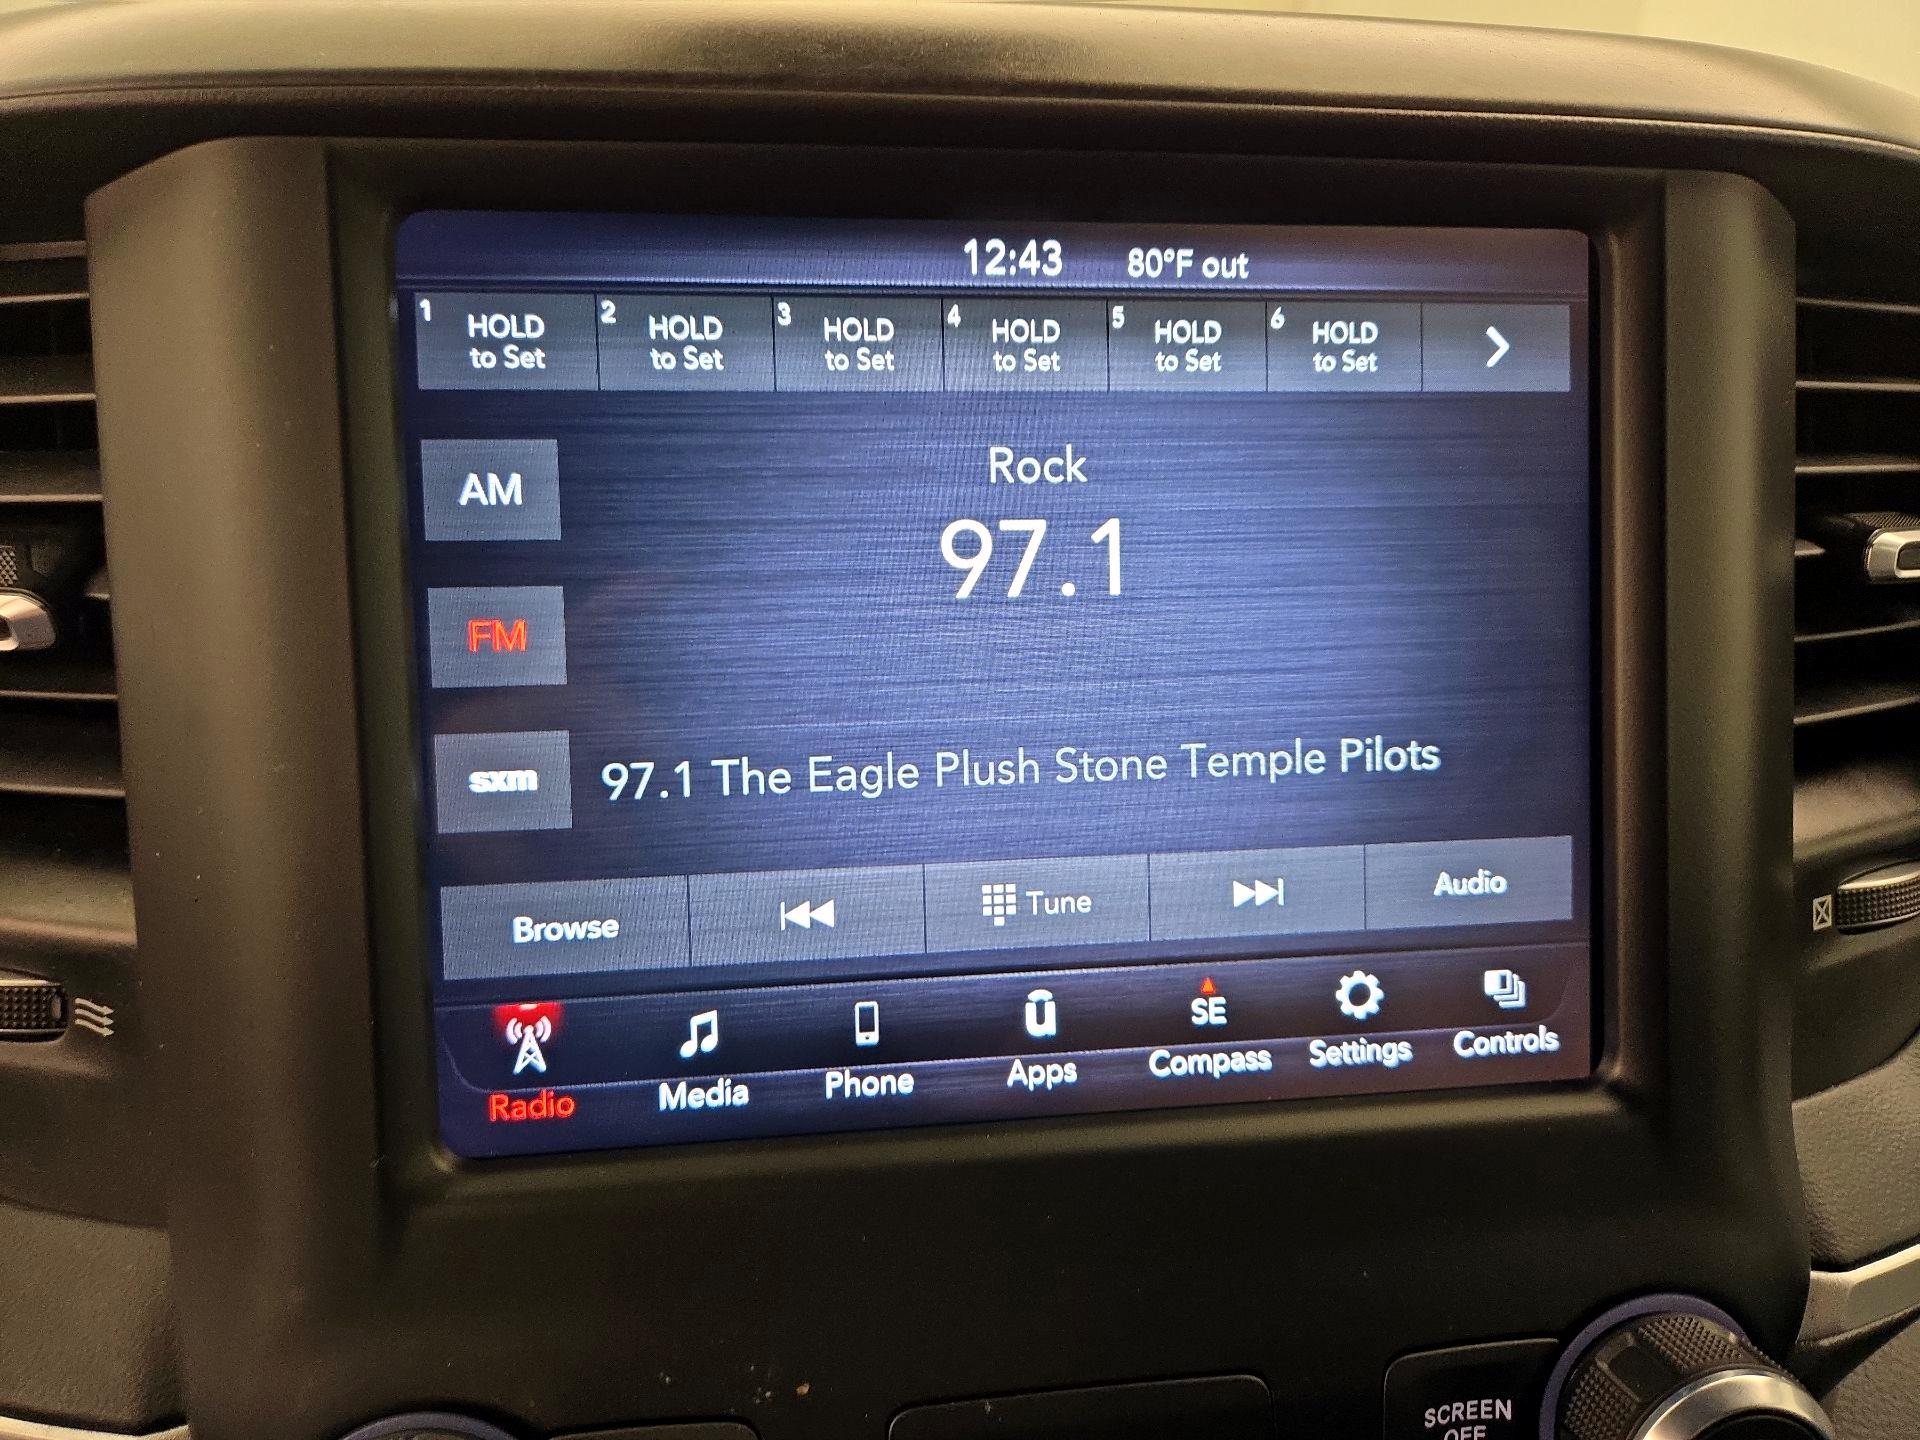 12:43 80°F out
1 HOLD to Set
2 HOLD to Set
3 HOLD to Set
4 HOLD to Set
5 HOLD to Set
6 HOLD to Set
AM
Rock
97.1
FM
sxm
97.1 The Eagle Plush Stone Temple Pilots
Browse
Tune
Audio
SE
Radio
Media
Phone
Apps
Compass
Settings
Controls
SCREEN
OFF